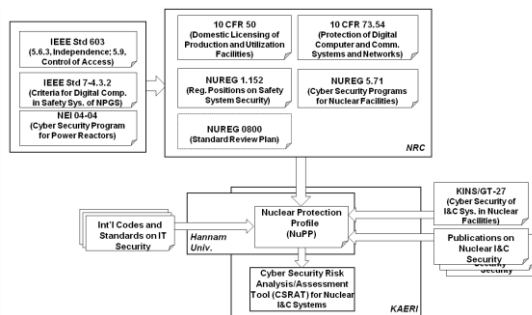 IEEE Std 603
(5.6.3, Independence; 5.9,
Control of Access)
IEEE Std 7-4.3.2
(Criteria for Digital Comp.
in Safety Sys. of NPGS)
NEI 04-04
(Cyber Security Program
for Power Reactors)
10 CFR 50
(Domestic Licensing of
Production and Utilization
Facilities)
10 CFR 73.54
(Protection of Digital
Computer and Comm.
Systems and Networks)
NUREG 1.152
(Reg. Positions on Safety
System Security)
NUREG 5.71
(Cyber Security Programs
for Nuclear Facilities)
NUREG 0800
(Standard Review Plan)
NRC
Int'l Codes and
Standards on IT
Security
Hannam
Univ.
Nuclear Protection
Profile
(NuPP)
KINS/GT-27
(Cyber Security of
I&C Sys. in Nuclear
Facilities)
Publications on
Nuclear I&C
Security
Security
Security
Cyber Security Risk
Analysis/Assessment
Tool (CSRAT) for Nuclear
I&C Systems
KAERI